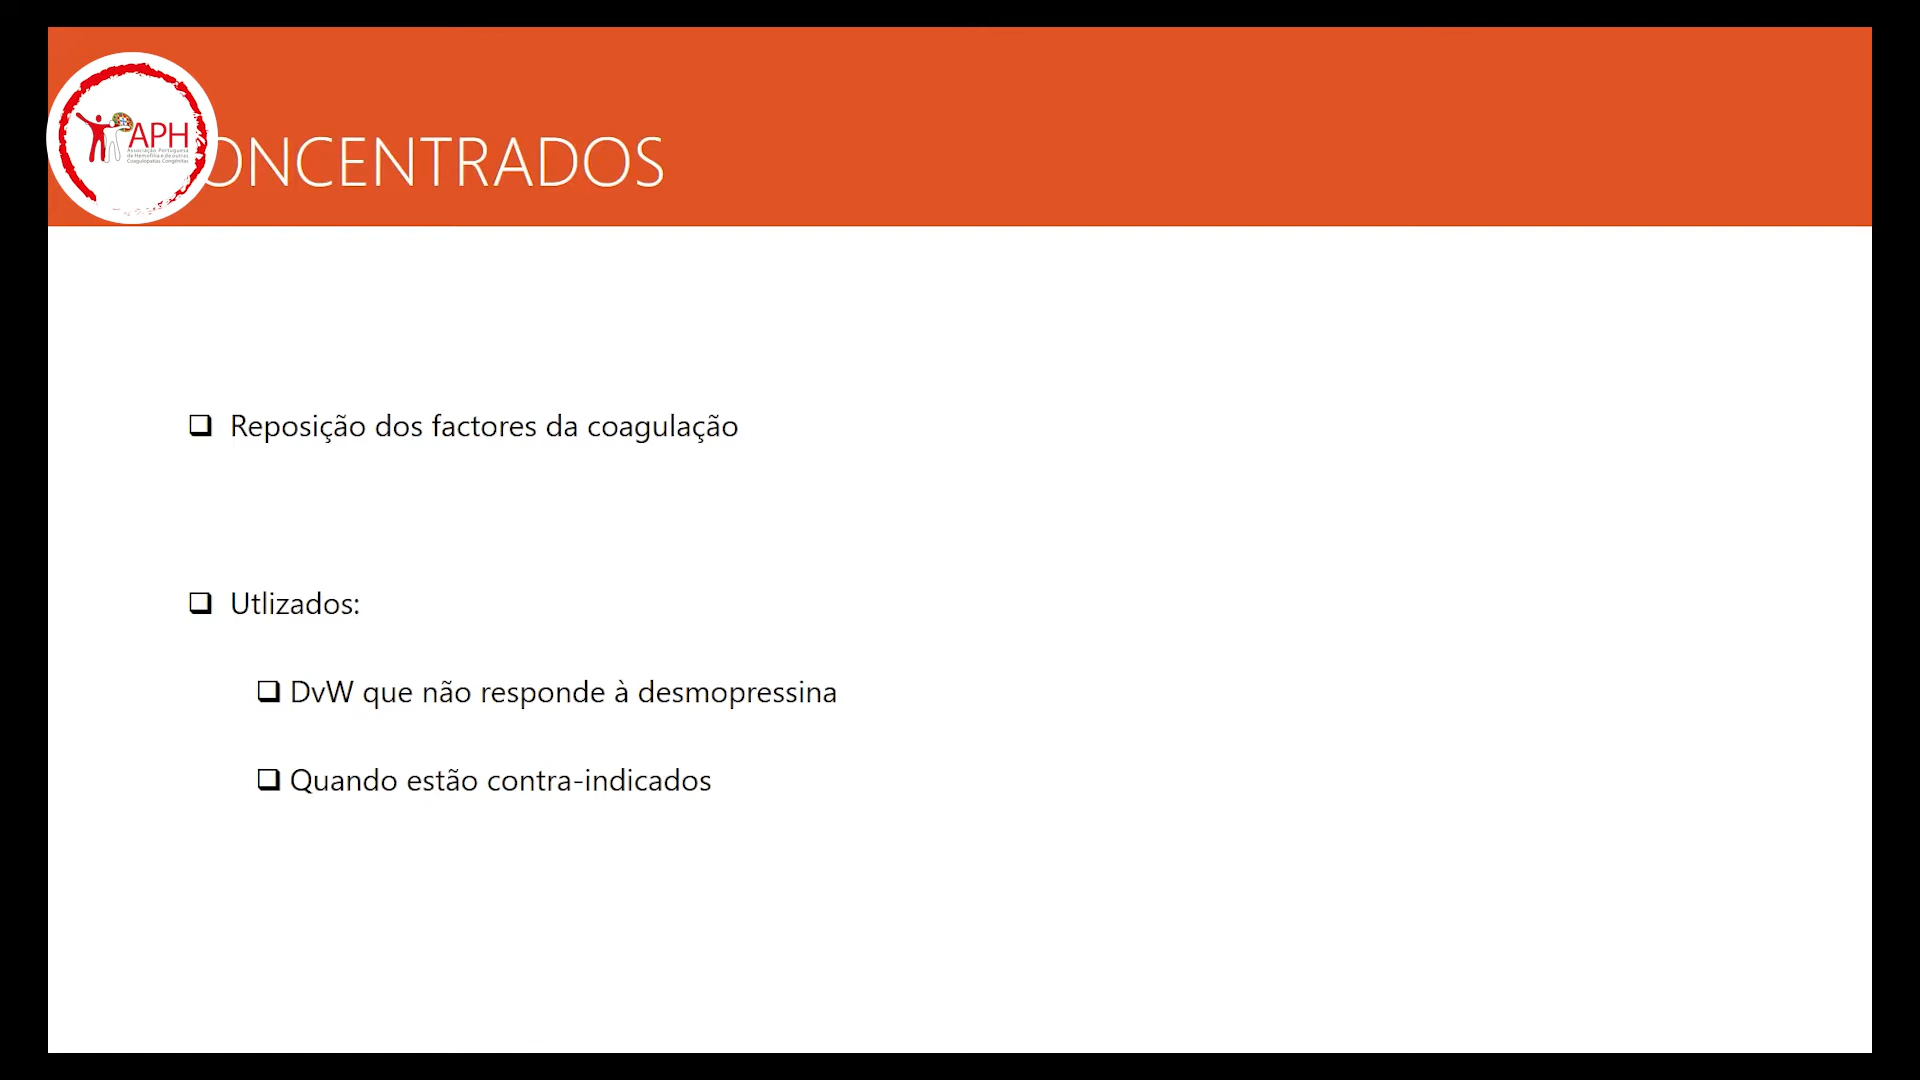 APH
Associação Portuguesa
de Hemofilia e de outras
Coagulopatias Congénitas
ONCENTRADOS
Reposição dos factores da coagulação
Utlizados:
DvW que não responde à desmopressina
Quando estão contra-indicados